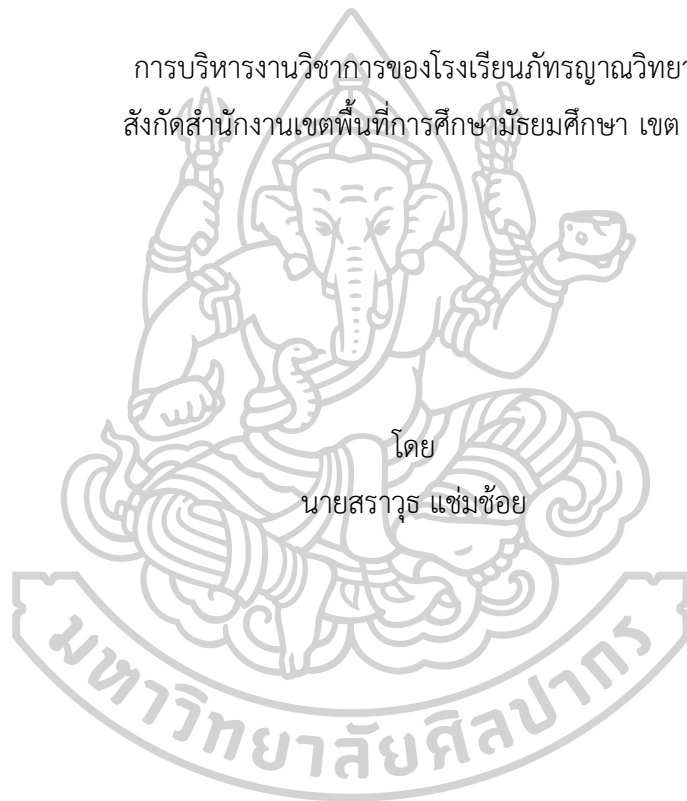 การบริหารงานวิชาการของโรงเรียนภัทรญาณวิทยา
สังกัดสำนักงานเขตพื้นที่การศึกษามัธยมศึกษา เขต
โดย
นายสราวุธ แช่มช้อย
มหาวิทยาลัยศิลปากร